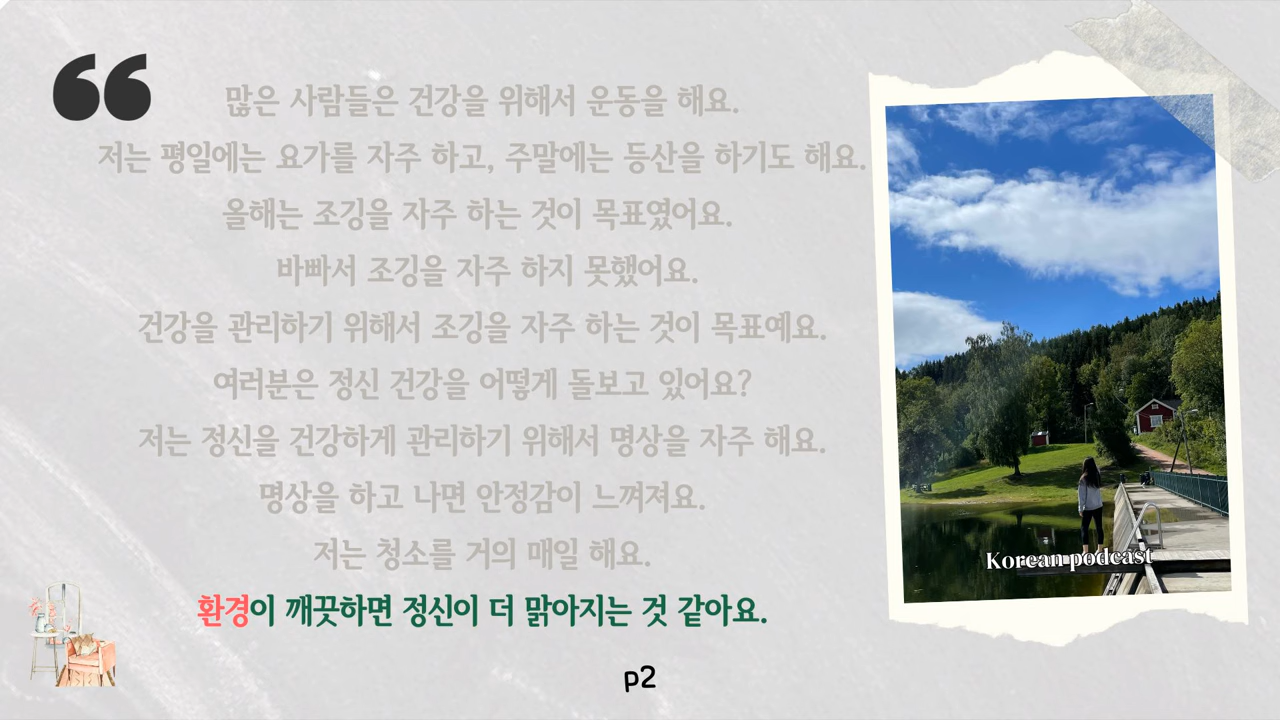 ❝
많은 사람들은 건강을 위해서 운동을 해요.
저는 평일에는 요가를 자주 하고, 주말에는 등산을 하기도 해요.
올해는 조깅을 자주 하는 것이 목표였어요.
바빠서 조깅을 자주 하지 못했어요.
건강을 관리하기 위해서 조깅을 자주 하는 것이 목표예요.
여러분은 정신 건강을 어떻게 돌보고 있어요?
저는 정신을 건강하게 관리하기 위해서 명상을 자주 해요.
명상을 하고 나면 안정감이 느껴져요.
저는 청소를 거의 매일 해요.
환경이 깨끗하면 정신이 더 맑아지는 것 같아요.
Korean podcast
p2